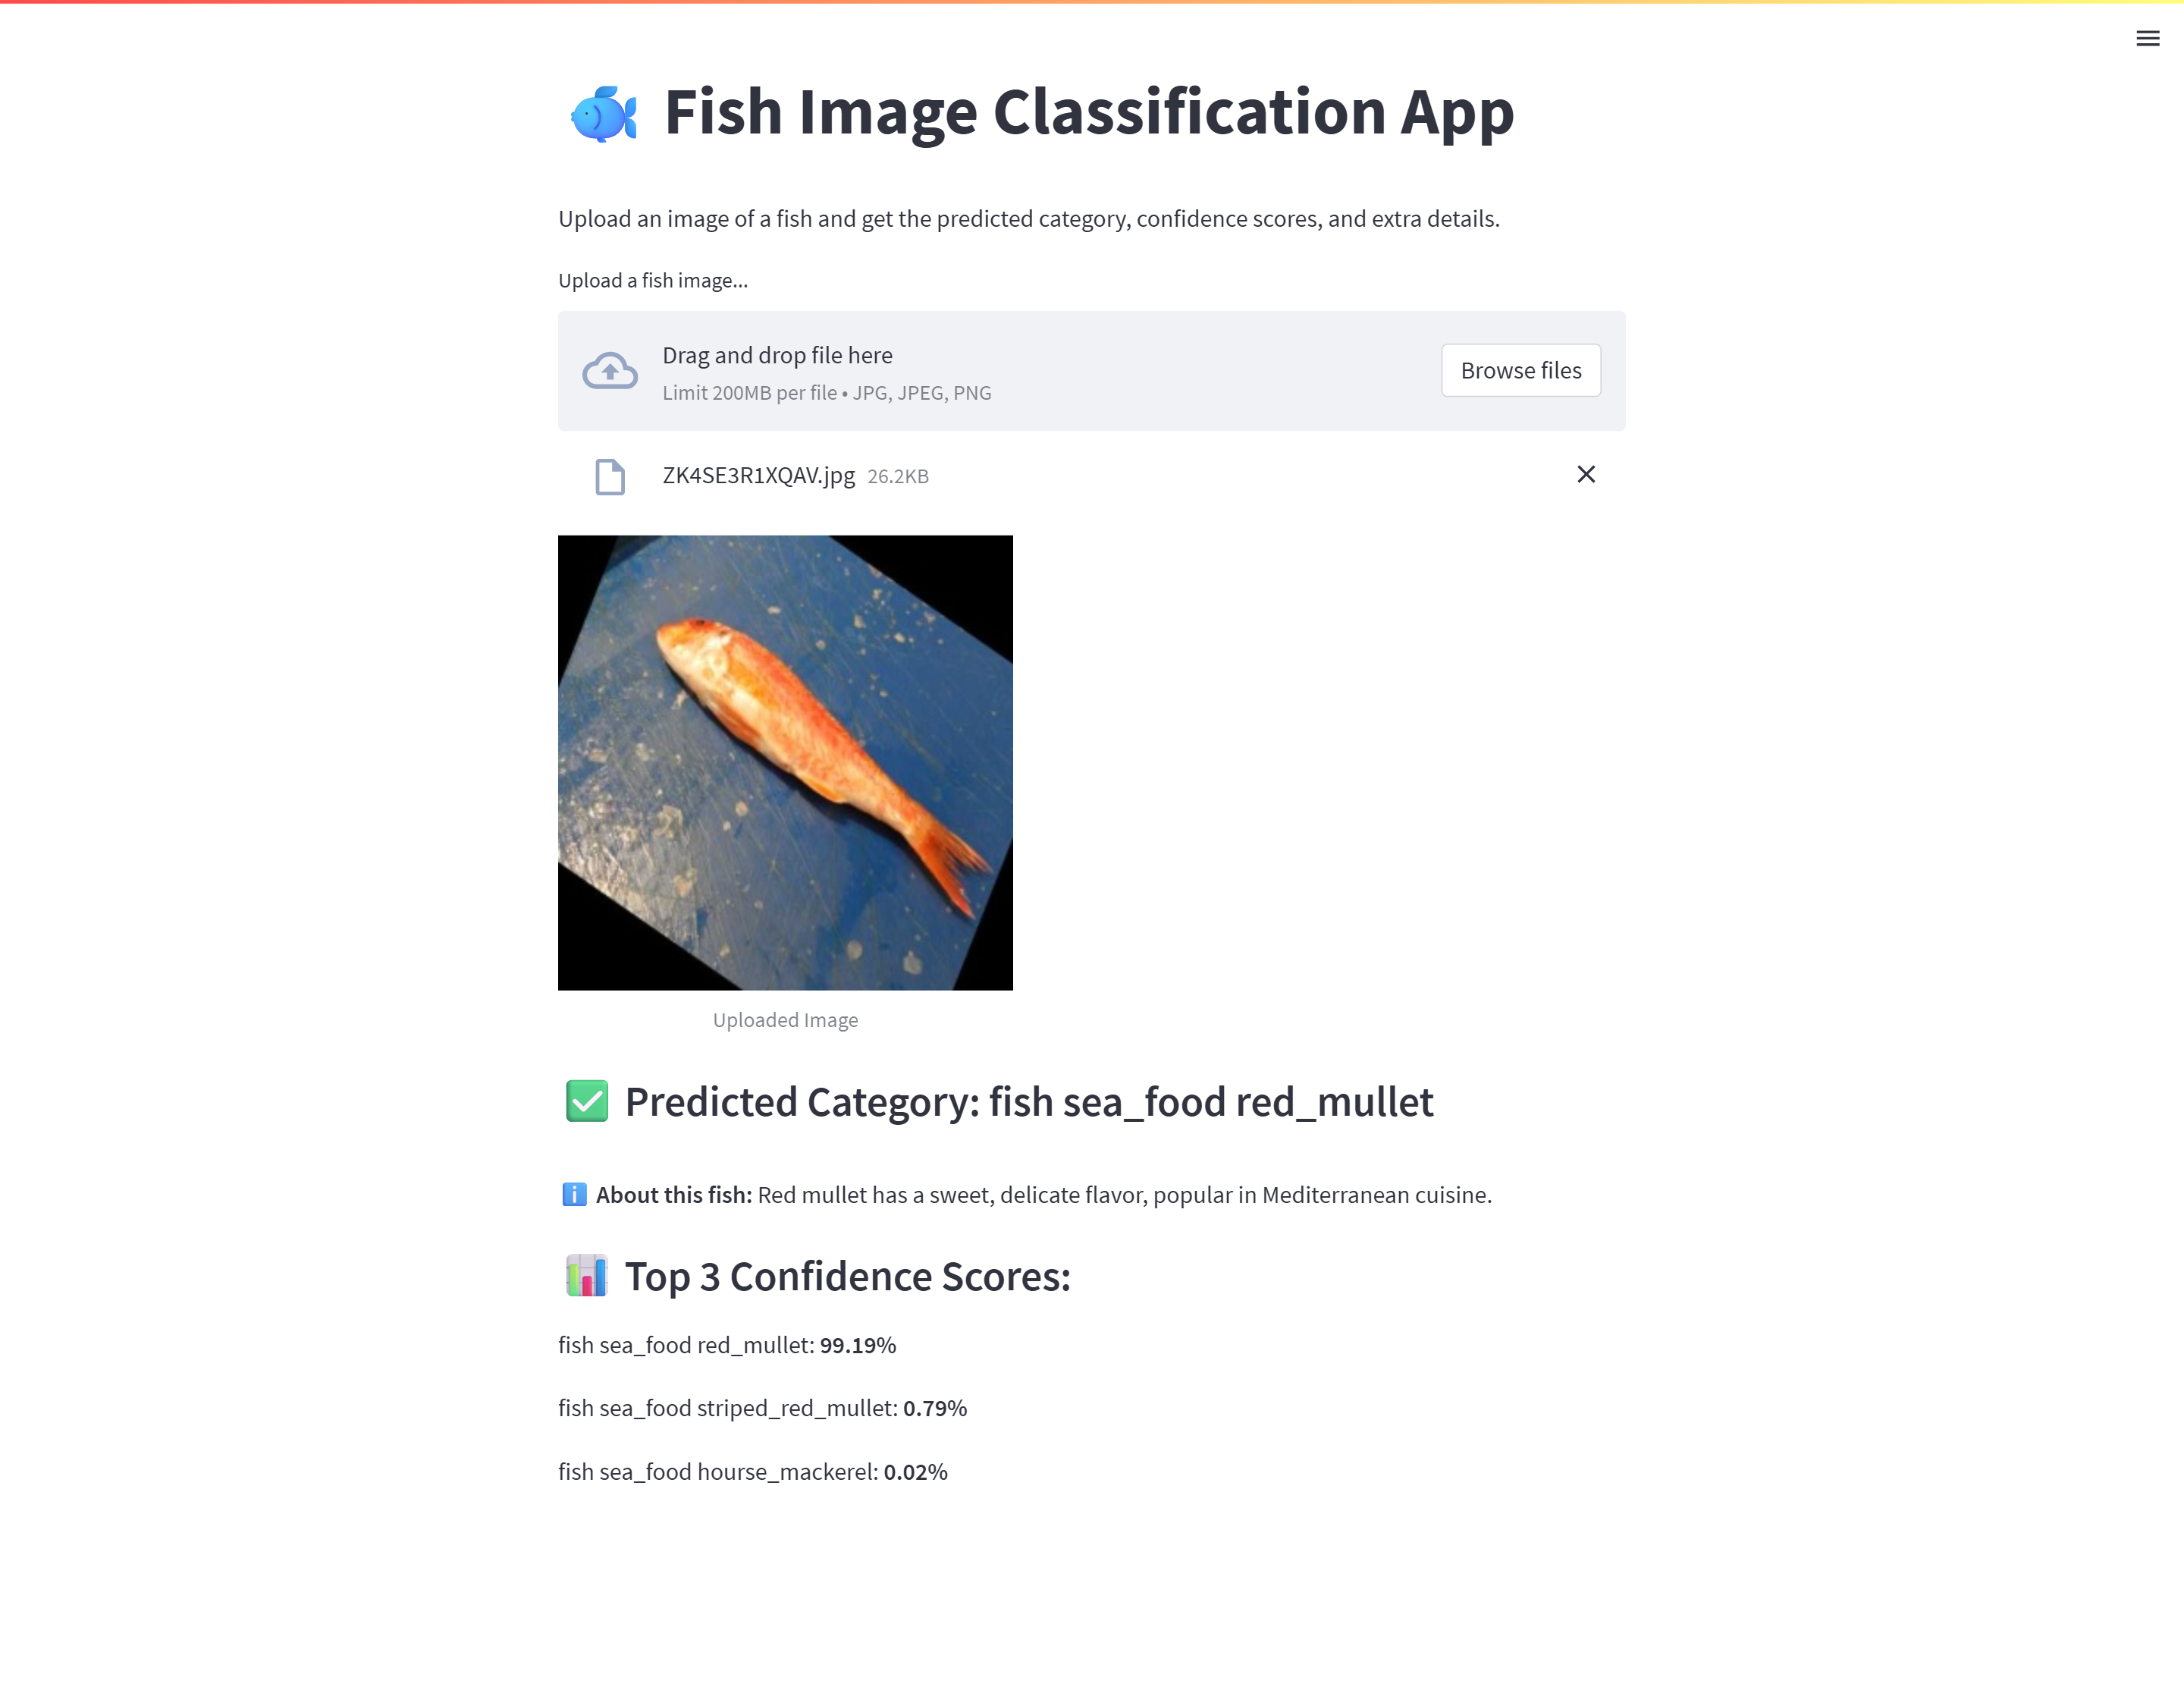 Fish Image Classification App
Upload an image of a fish and get the predicted category, confidence scores, and extra details.
Upload a fish image...
Drag and drop file here
Limit 200MB per file • JPG, JPEG, PNG
Browse files
ZK4SE3R1XQAV.jpg 26.2KB
Uploaded Image
Predicted Category: fish sea_food red_mullet
About this fish: Red mullet has a sweet, delicate flavor, popular in Mediterranean cuisine.
Top 3 Confidence Scores:
fish sea_food red_mullet: 99.19%
fish sea_food striped_red_mullet: 0.79%
fish sea_food hourse_mackerel: 0.02%